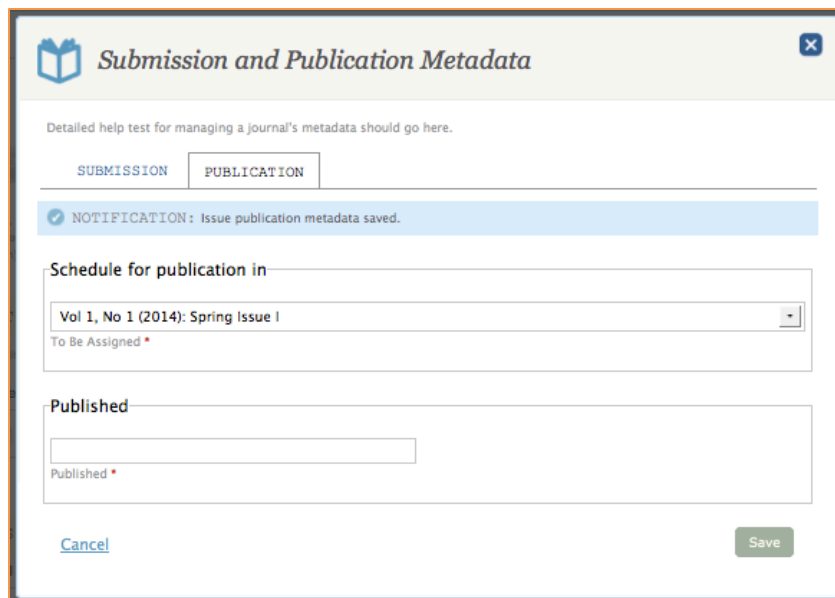 Submission and Publication Metadata
Detailed help test for managing a journal's metadata should go here.
SUBMISSION PUBLICATION
NOTIFICATION: Issue publication metadata saved.
Schedule for publication in
Vol 1, No 1 (2014): Spring Issue I
To Be Assigned *
Published
Published *
Cancel Save